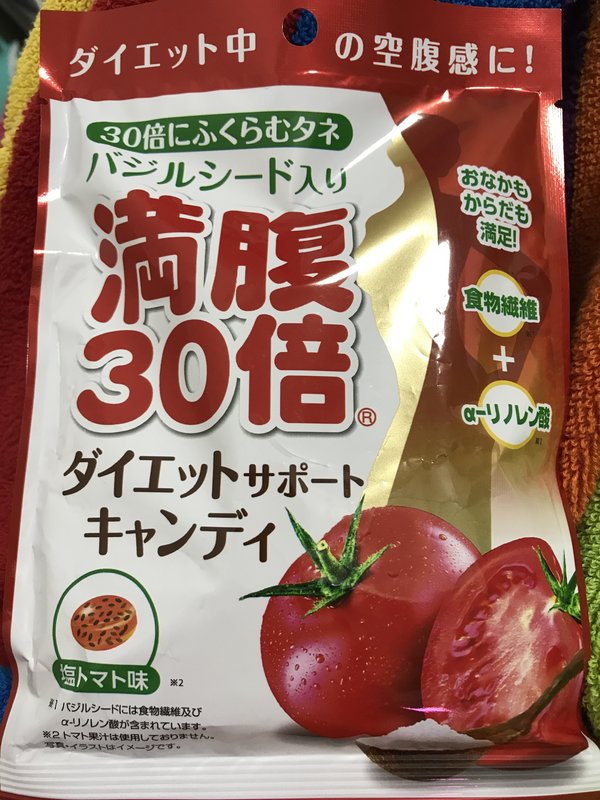 ダイエット中 の空腹感に!
30倍にふくらむタネ
バジルシード入り
満腹
30倍®
ダイエットサポート
キャンディ
おなかも
からだも
満足!
食物繊維
※1
+
α-リノレン酸
※1
塩トマト味 ※2
※1 バジルシードには食物繊維及び
α-リノレン酸が含まれています。
※2 トマト果汁は使用しておりません。
写真・イラストはイメージです。